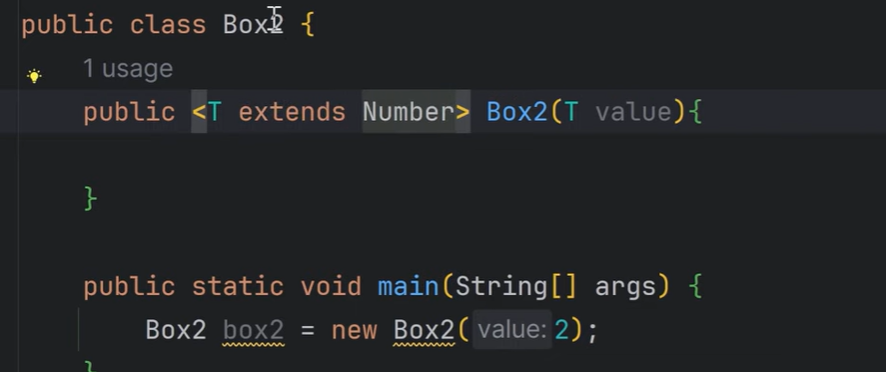 public class Box2 {
1 usage
public <T extends Number> Box2(T value){
}
public static void main(String[] args) {
Box2 box2 = new Box2( value: 2);
}